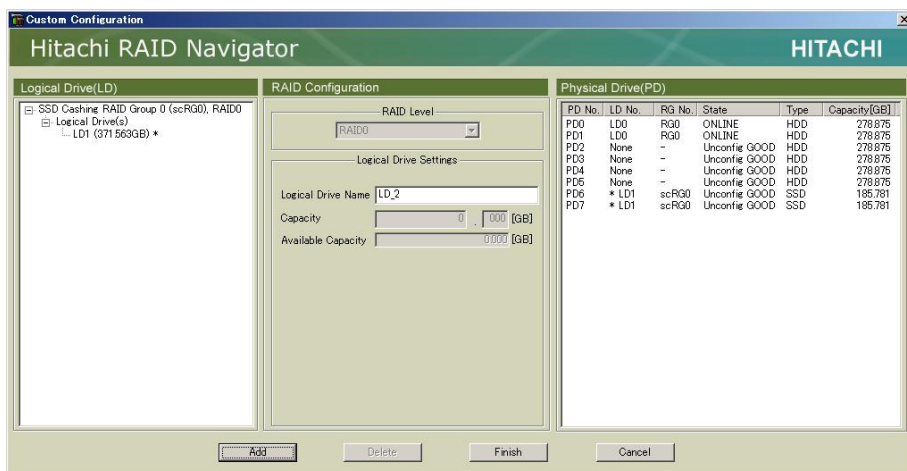 Custom Configuration
Hitachi RAID Navigator
HITACHI
Logical Drive(LD)
SSD Cashing RAID Group 0 (scRG0), RAID0
Logical Drive(s)
LD1 (371.563GB) *
RAID Configuration
RAID Level
RAID0
Logical Drive Settings
Logical Drive Name LD_2
Capacity 0 . 000 [GB]
Available Capacity 0.000 [GB]
Physical Drive(PD)
PD No. LD No. RG No. State Type Capacity[GB]
PD0 LD0 RG0 ONLINE HDD 278.875
PD1 LD0 RG0 ONLINE HDD 278.875
PD2 None - Unconfig GOOD HDD 278.875
PD3 None - Unconfig GOOD HDD 278.875
PD4 None - Unconfig GOOD HDD 278.875
PD5 None - Unconfig GOOD HDD 278.875
PD6 * LD1 scRG0 Unconfig GOOD SSD 185.781
PD7 * LD1 scRG0 Unconfig GOOD SSD 185.781
Add Delete Finish Cancel